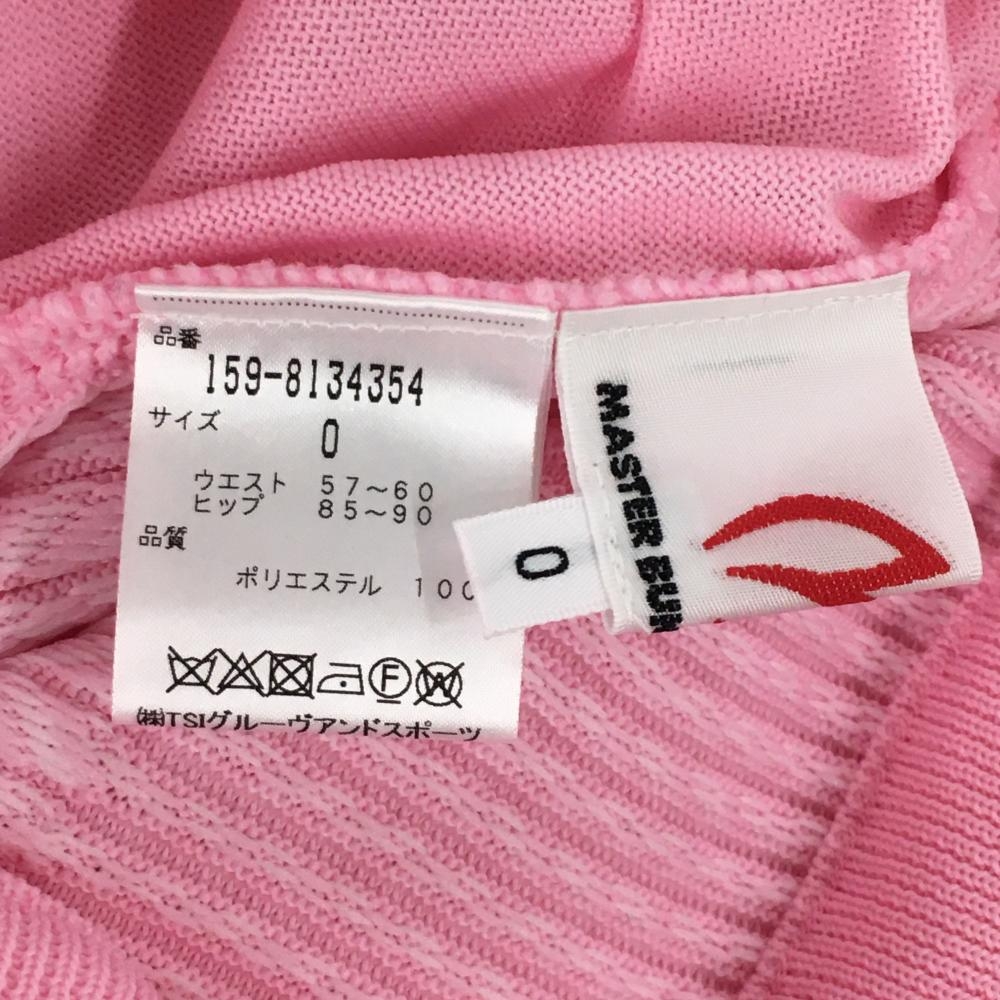 品番
159-8134354
サイズ
0
ウエスト 57～60
ヒップ 85～90
品質
ポリエステル 100
F
W
㈱TSIグルーヴアンドスポーツ
0
MASTER BUN